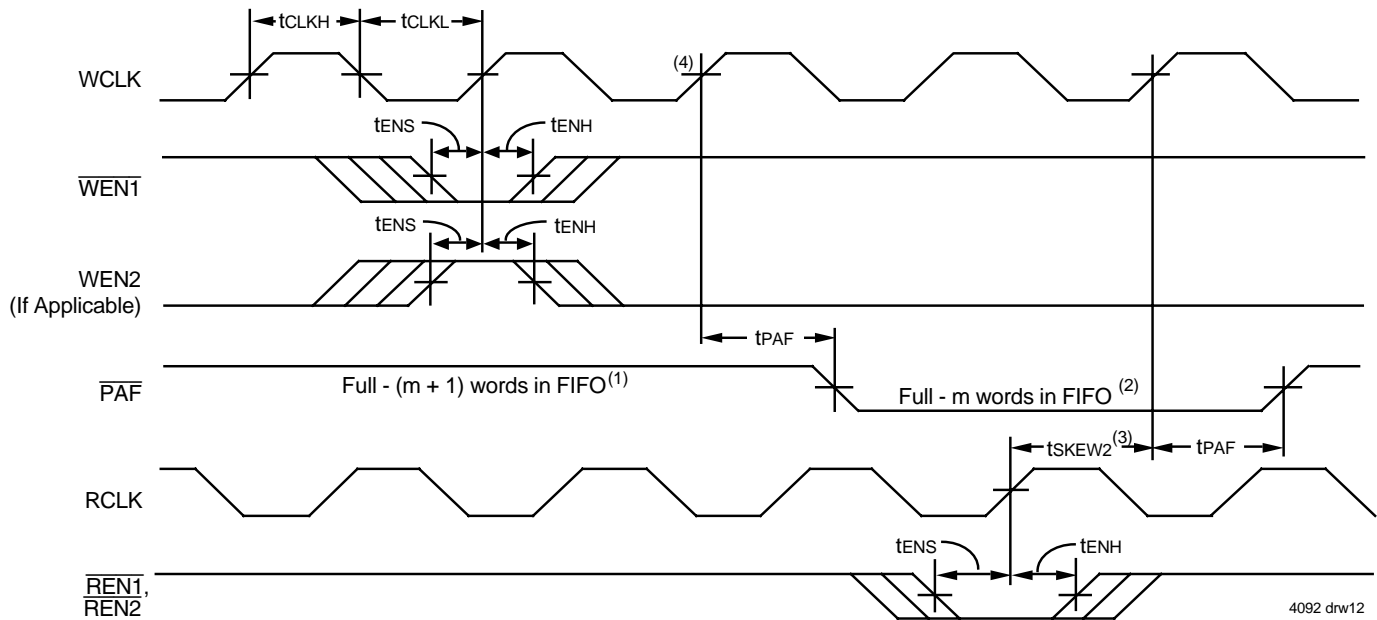 tCLKH tCLKL
WCLK
(4)
tENS tENH
WEN1
tENS tENH
WEN2
(If Applicable)
tPAF
PAF
Full - (m + 1) words in FIFO(1)
Full - m words in FIFO (2)
tSKEW2(3) tPAF
RCLK
tENS tENH
REN1,
REN2
4092 drw12